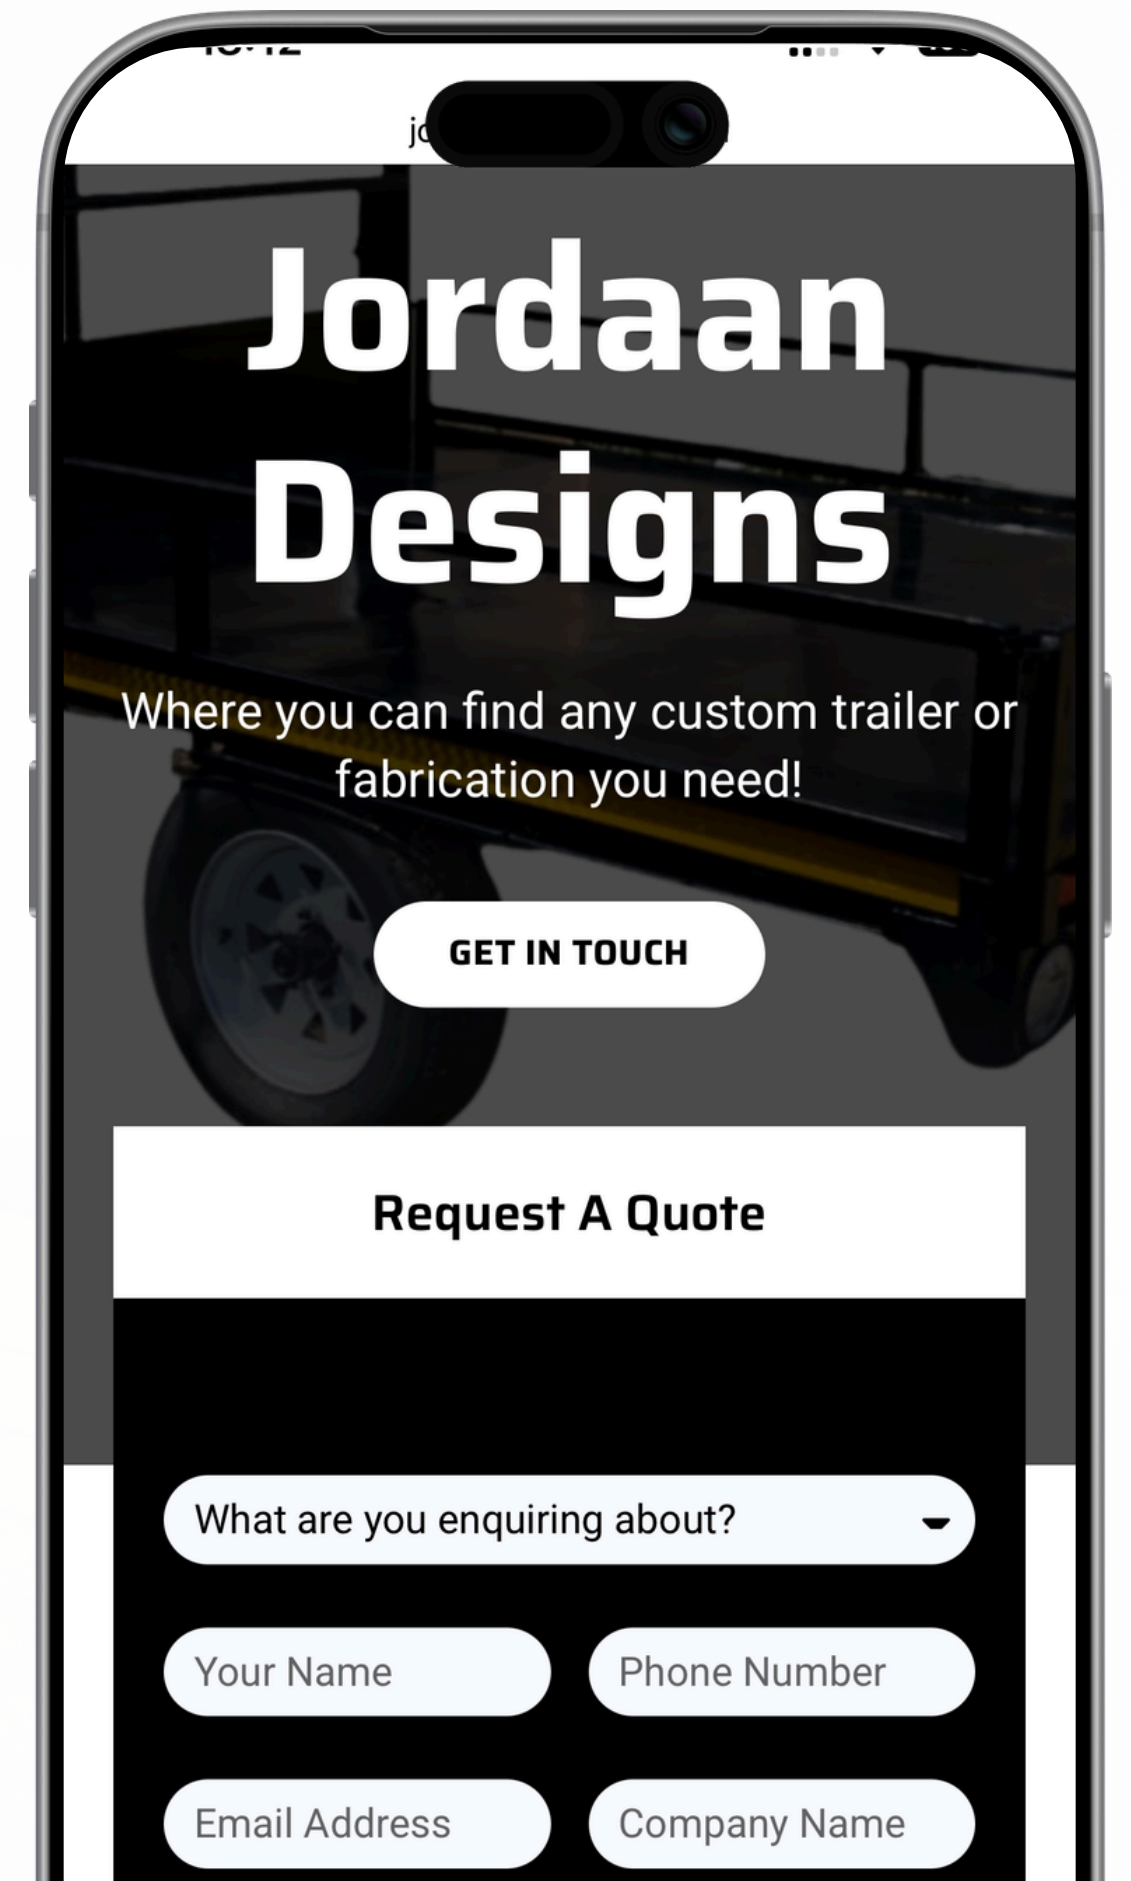 Jordaan
Designs
Where you can find any custom trailer or
fabrication you need!
GET IN TOUCH
Request A Quote
What are you enquiring about?
Your Name
Phone Number
Email Address
Company Name